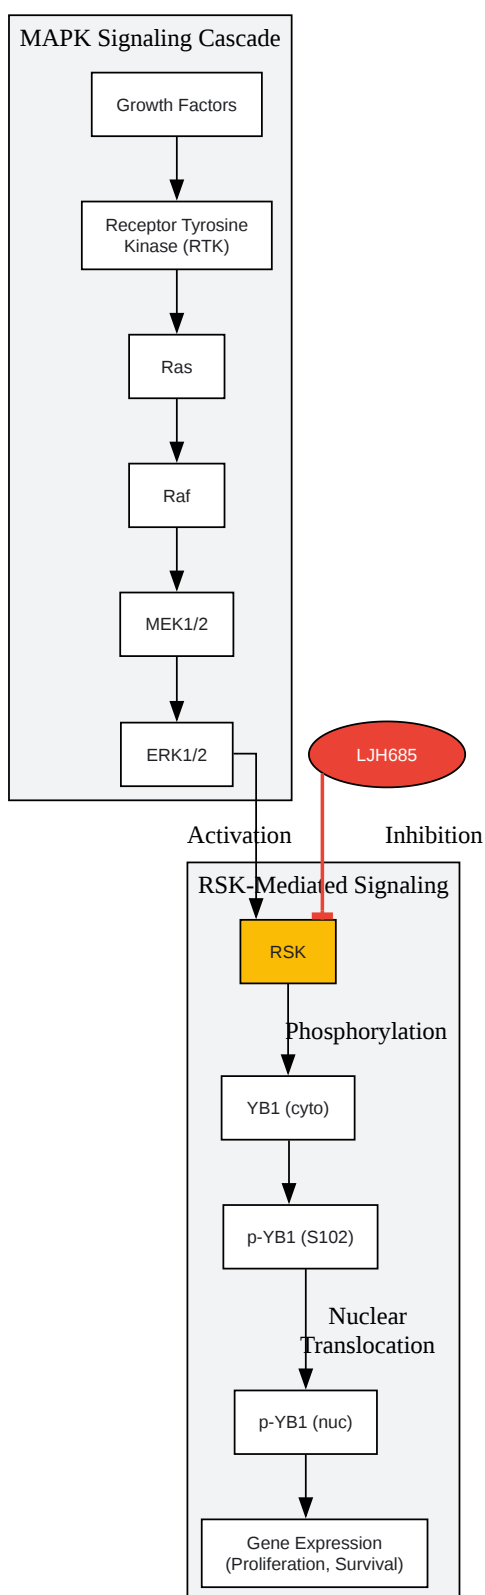 MAPK Signaling Cascade
Growth Factors
Receptor Tyrosine
Kinase (RTK)
Ras
Raf
MEK1/2
ERK1/2
LJH685
Activation
Inhibition
RSK-Mediated Signaling
RSK
Phosphorylation
YB1 (cyto)
p-YB1 (S102)
Nuclear
Translocation
p-YB1 (nuc)
Gene Expression
(Proliferation, Survival)